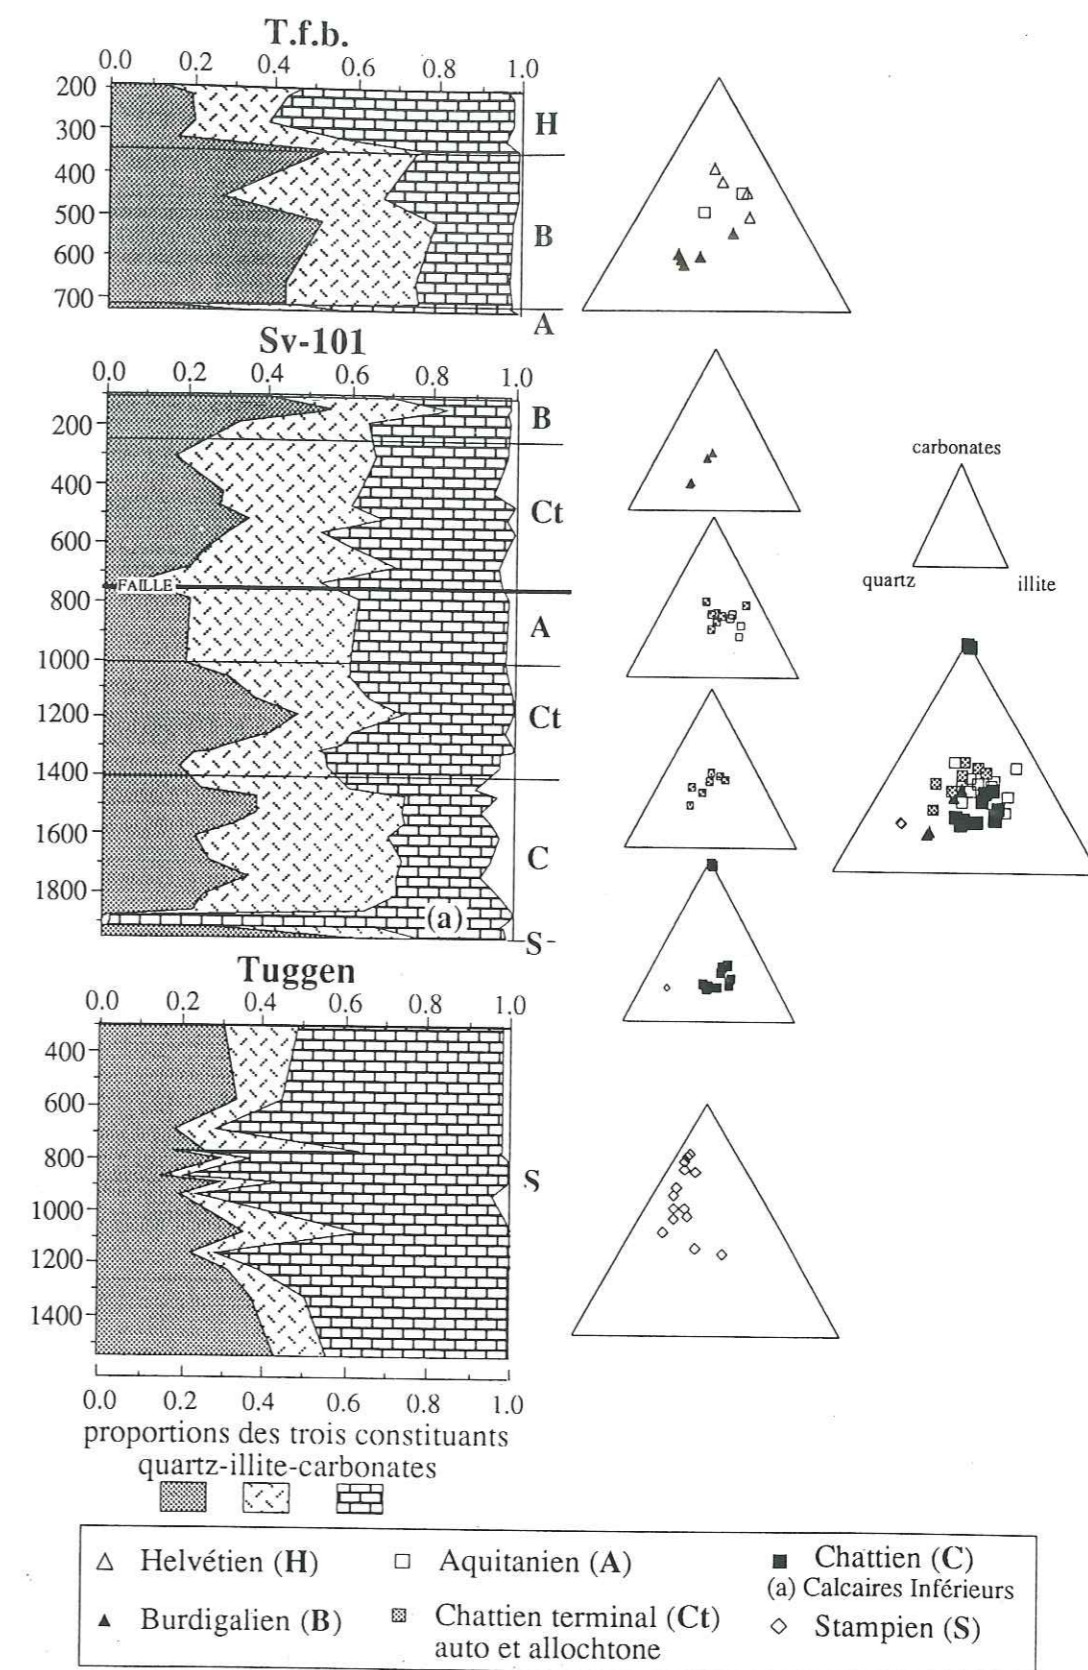 T.f.b.
0.0 0.2 0.4 0.6 0.8 1.0
200
300
400
500
600
700
H
B
A
Sv-101
0.0 0.2 0.4 0.6 0.8 1.0
200
400
600
FAILLE
800
1000
1200
1400
1600
1800
B
Ct
A
Ct
C
(a)
S
carbonates
quartz illite
Tuggen
0.0 0.2 0.4 0.6 0.8 1.0
400
600
800
1000
1200
1400
S
0.0 0.2 0.4 0.6 0.8 1.0
proportions des trois constituants
quartz-illite-carbonates
Helvétien (H)
Burdigalien (B)
Aquitanien (A)
Chattien terminal (Ct)
auto et allochtone
Chattien (C)
(a) Calcaires Inférieurs
Stampien (S)